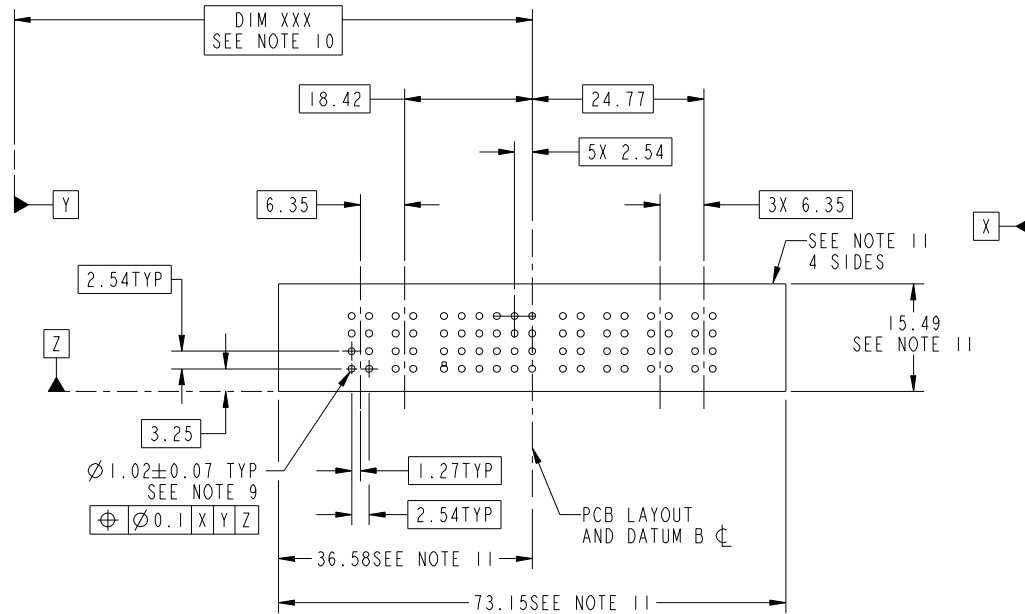 DIM XXX
SEE NOTE 10
18.42
24.77
5X 2.54
6.35
3X 6.35
Y
X
SEE NOTE 11
4 SIDES
2.54TYP
15.49
SEE NOTE 11
Z
3.25
Ø1.02±0.07 TYP
SEE NOTE 9
⌖ Ø0.1 X Y Z
1.27TYP
2.54TYP
PCB LAYOUT
AND DATUM B ℄
36.58SEE NOTE 11
73.15SEE NOTE 11